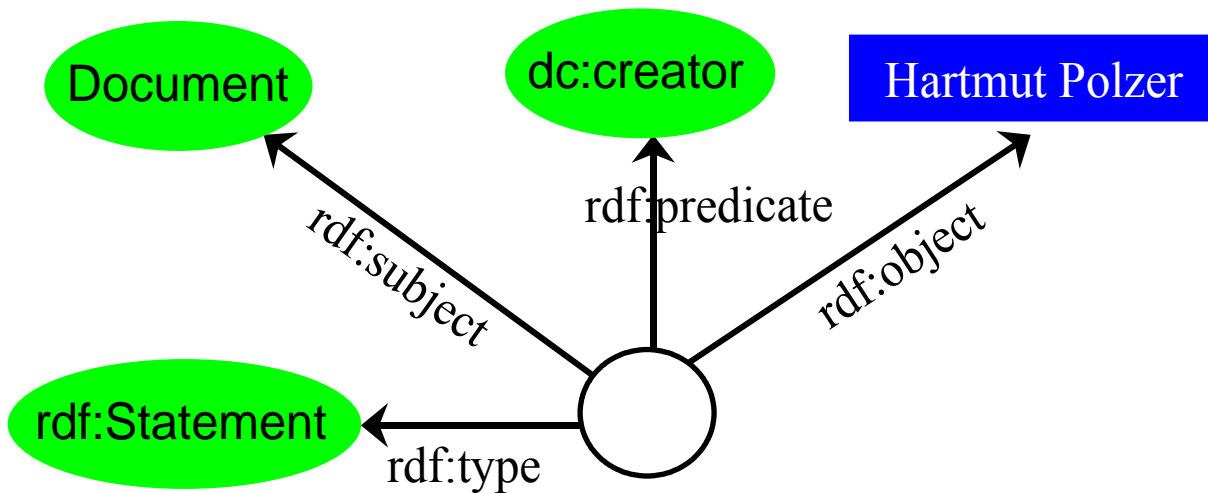 Document
dc:creator
Hartmut Polzer
rdf:subject
rdf:predicate
rdf:object
rdf:Statement
rdf:type